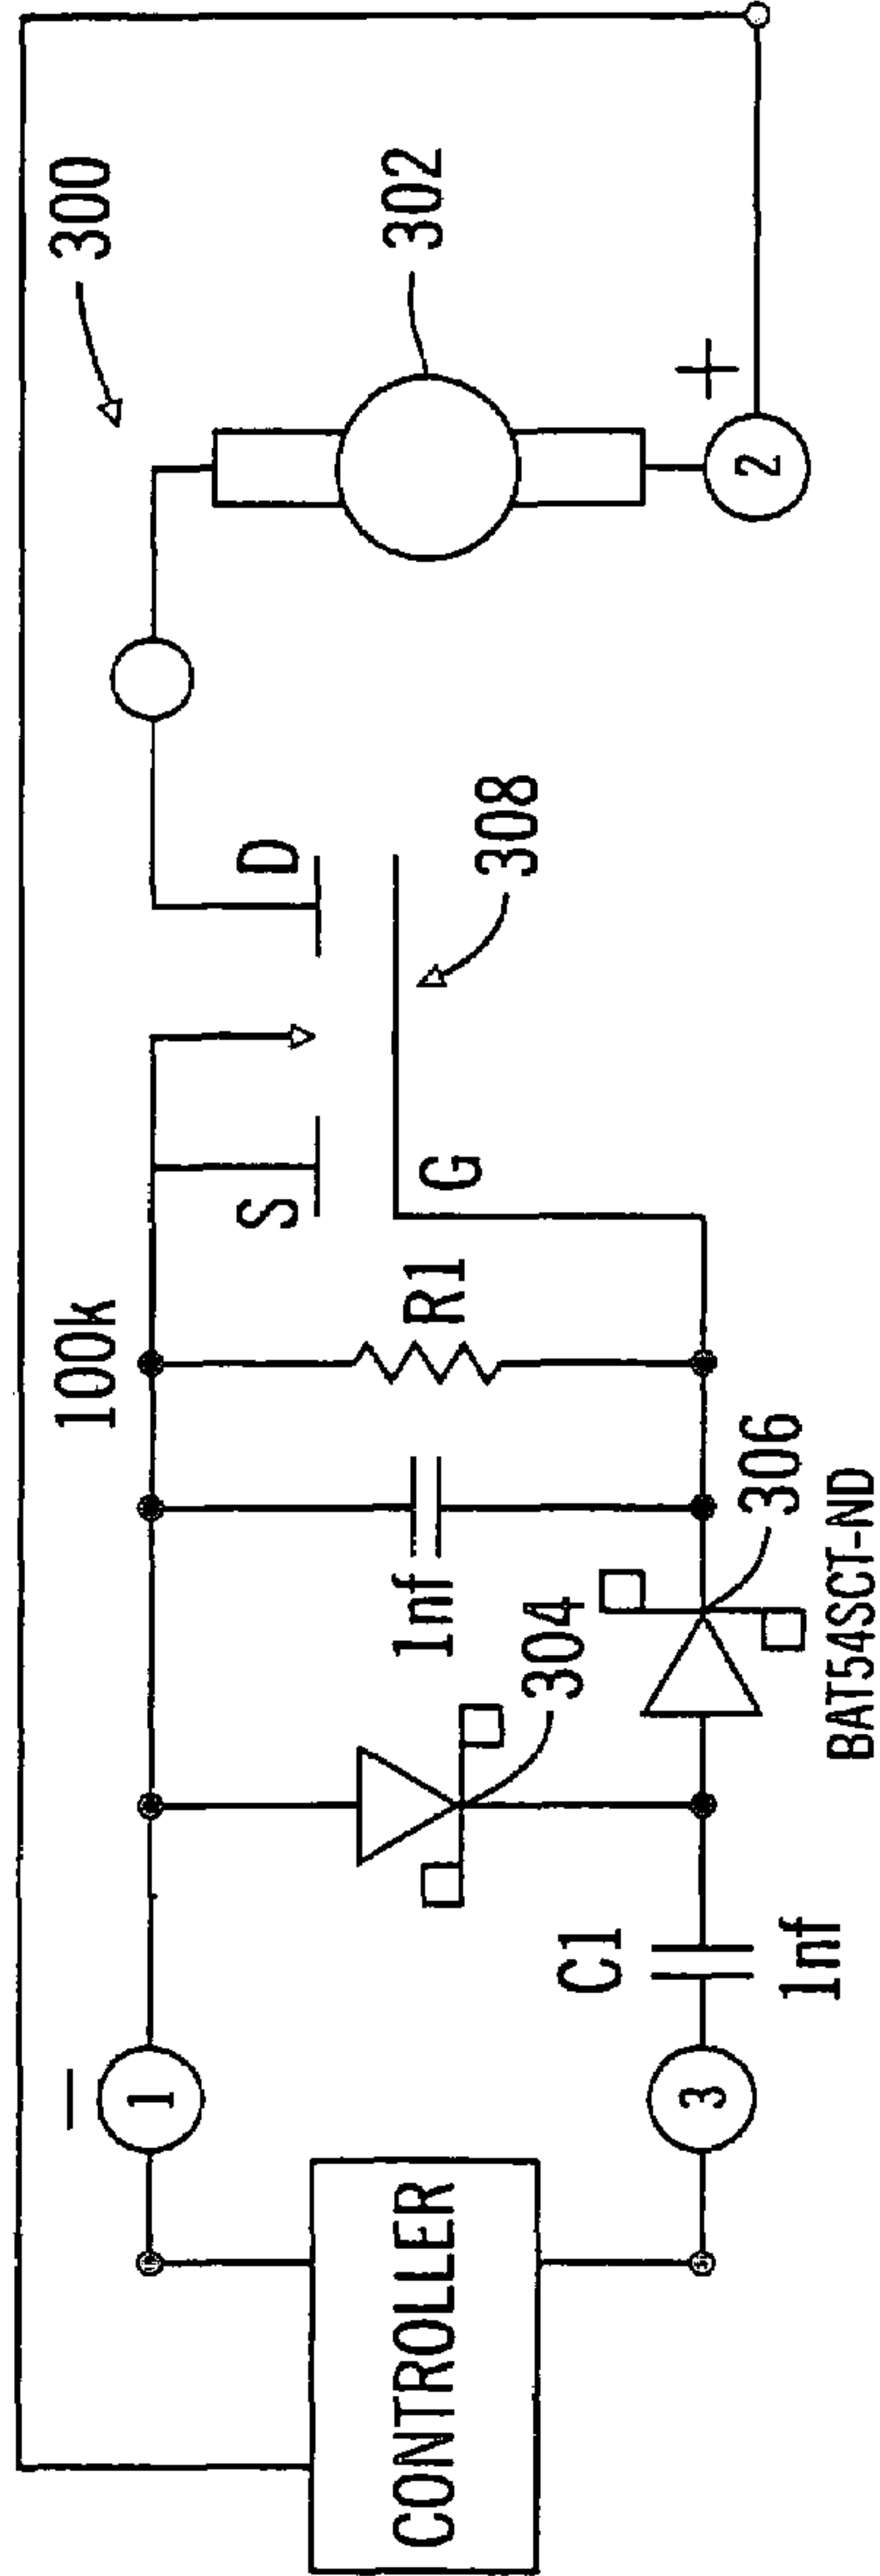 300
302
+
2
D
308
S
G
100k
R1
1nf
304
306
BAT54SCT-ND
C1
1nf
−
1
3
CONTROLLER